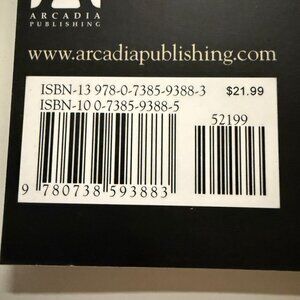 ARCADIA
PUBLISHING
www.arcadiapublishing.com
ISBN-13 978-0-7385-9388-3 $21.99
ISBN-10 0-7385-9388-5
52199
9 780738 593883